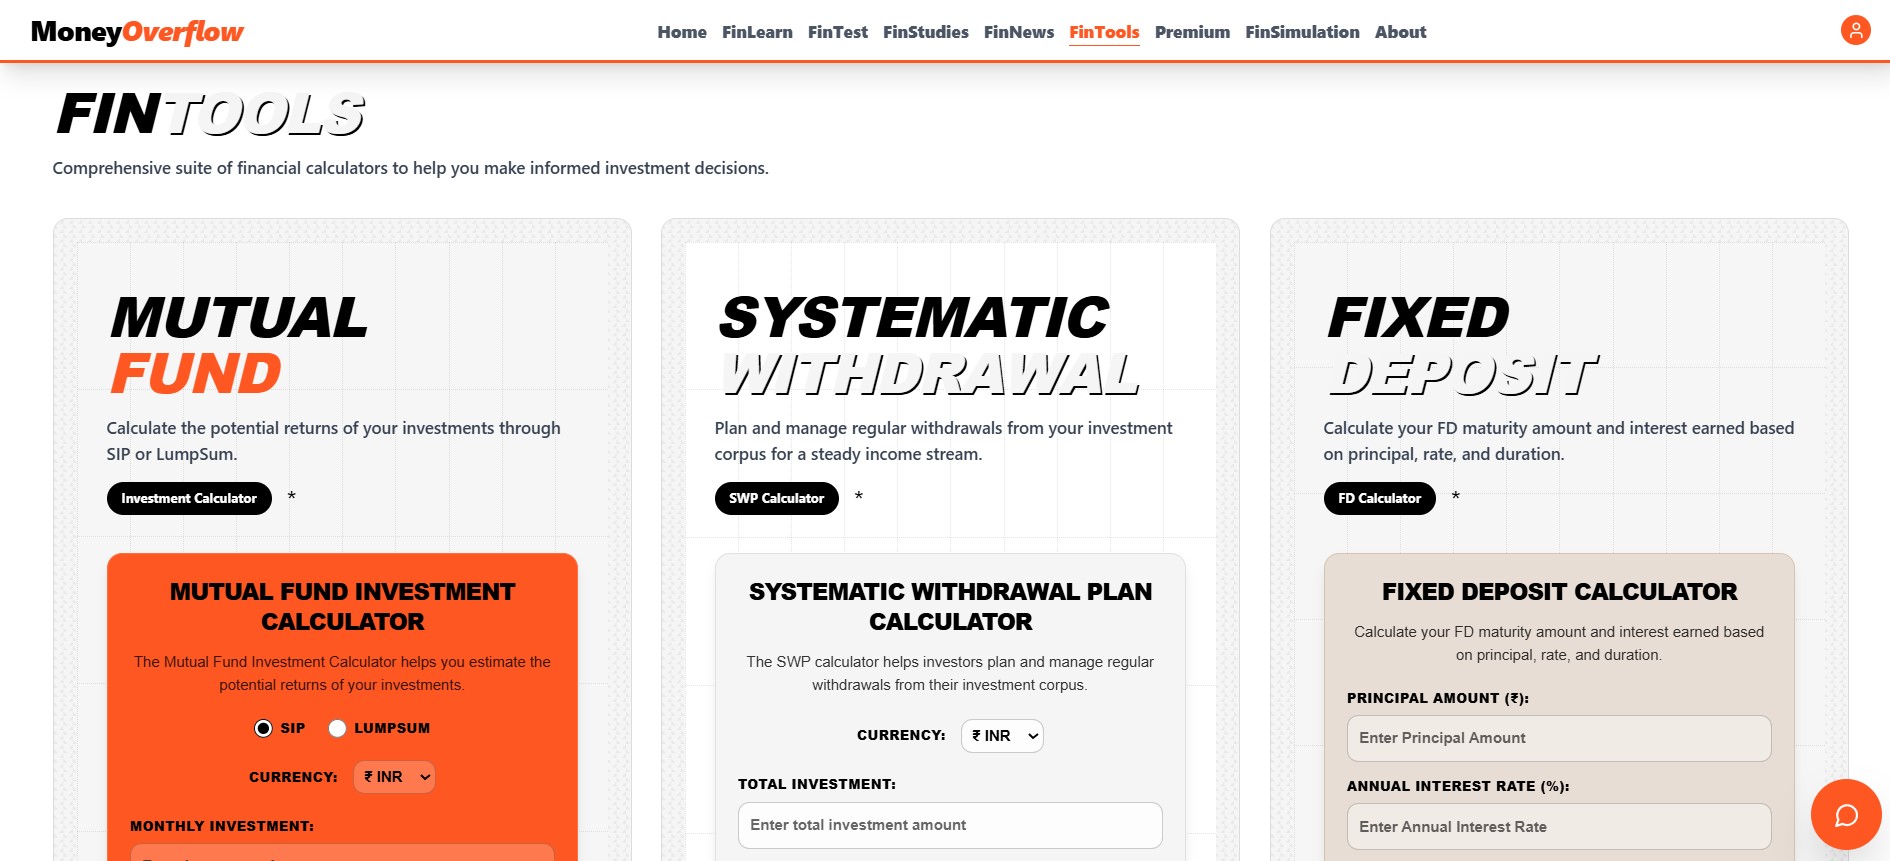 MoneyOverflow
Home FinLearn FinTest FinStudies FinNews FinTools Premium FinSimulation About
FINTOOLS
Comprehensive suite of financial calculators to help you make informed investment decisions.
MUTUAL
FUND
Calculate the potential returns of your investments through
SIP or LumpSum.
Investment Calculator *
MUTUAL FUND INVESTMENT
CALCULATOR
The Mutual Fund Investment Calculator helps you estimate the
potential returns of your investments.
SIP LUMPSUM
CURRENCY: ₹ INR
MONTHLY INVESTMENT:
SYSTEMATIC
WITHDRAWAL
Plan and manage regular withdrawals from your investment
corpus for a steady income stream.
SWP Calculator *
SYSTEMATIC WITHDRAWAL PLAN
CALCULATOR
The SWP calculator helps investors plan and manage regular
withdrawals from their investment corpus.
CURRENCY: ₹ INR
TOTAL INVESTMENT:
Enter total investment amount
FIXED
DEPOSIT
Calculate your FD maturity amount and interest earned based
on principal, rate, and duration.
FD Calculator *
FIXED DEPOSIT CALCULATOR
Calculate your FD maturity amount and interest earned based
on principal, rate, and duration.
PRINCIPAL AMOUNT (₹):
Enter Principal Amount
ANNUAL INTEREST RATE (%):
Enter Annual Interest Rate